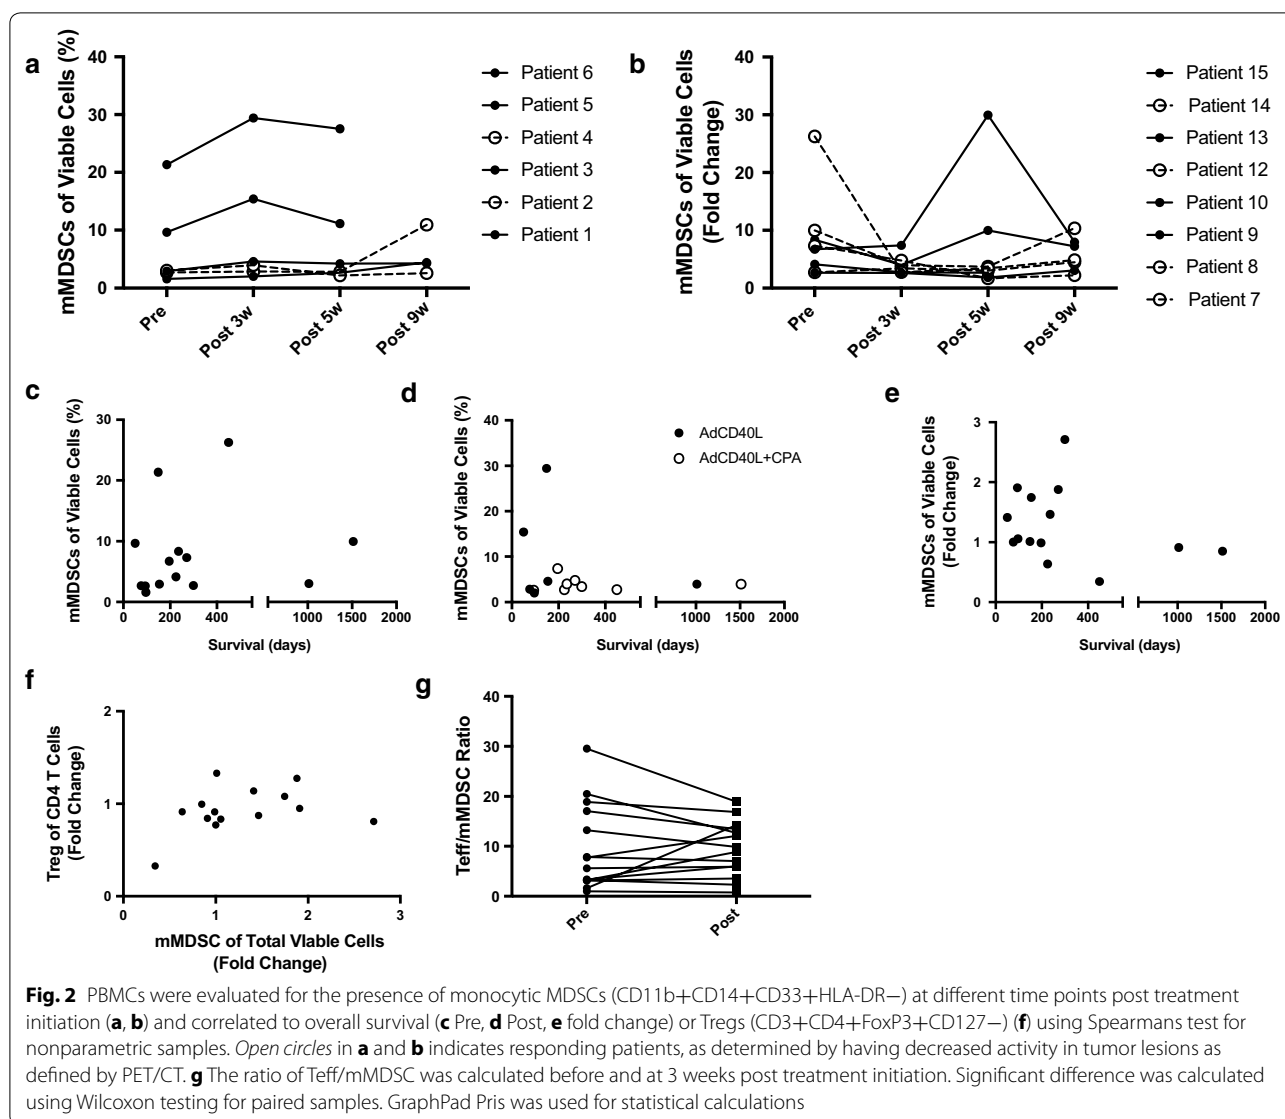 a
mMDSCs of Viable Cells (%)
40
30
20
10
0
Pre
Post 3w
Post 5w
Post 9w
Patient 6
Patient 5
Patient 4
Patient 3
Patient 2
Patient 1
b
mMDSCs of Viable Cells
(Fold Change)
40
30
20
10
0
Pre
Post 3w
Post 5w
Post 9w
Patient 15
Patient 14
Patient 13
Patient 12
Patient 10
Patient 9
Patient 8
Patient 7
c
mMDSCs of Viable Cells (%)
30
20
10
0
0 200 400 1000 1500 2000
Survival (days)
d
mMDSCs of Viable Cells (%)
40
30
20
10
0
0 200 400 1000 1500 2000
Survival (days)
AdCD40L
AdCD40L+CPA
e
mMDSCs of Viable Cells
(Fold Change)
3
2
1
0
0 200 400 1000 1500 2000
Survival (days)
f
Treg of CD4 T Cells
(Fold Change)
2
1
0
0 1 2 3
mMDSC of Total VIable Cells
(Fold Change)
g
Teff/mMDSC Ratio
40
30
20
10
0
Pre
Post
Fig. 2 PBMCs were evaluated for the presence of monocytic MDSCs (CD11b+CD14+CD33+HLA-DR−) at different time points post treatment
initiation (a, b) and correlated to overall survival (c Pre, d Post, e fold change) or Tregs (CD3+CD4+FoxP3+CD127−) (f) using Spearmans test for
nonparametric samples. Open circles in a and b indicates responding patients, as determined by having decreased activity in tumor lesions as
defined by PET/CT. g The ratio of Teff/mMDSC was calculated before and at 3 weeks post treatment initiation. Significant difference was calculated
using Wilcoxon testing for paired samples. GraphPad Pris was used for statistical calculations